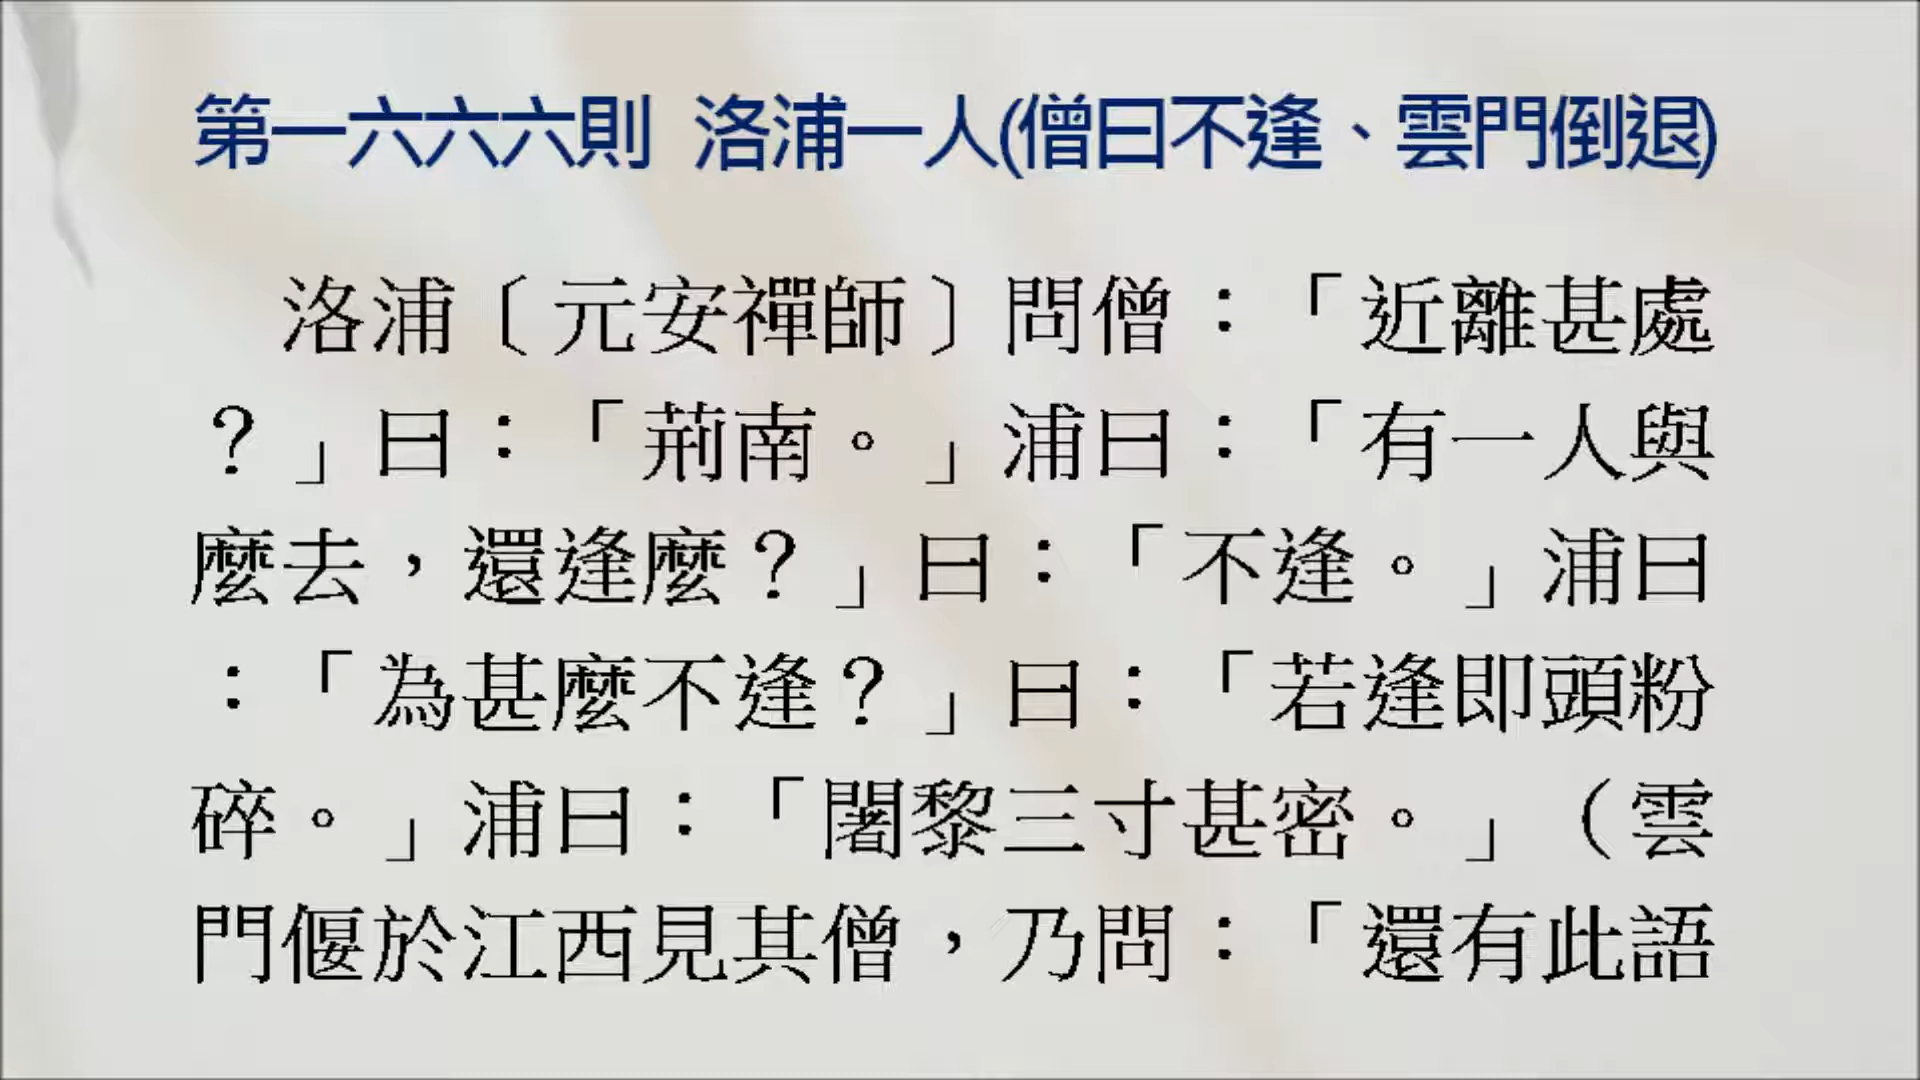 第一六六六則 洛浦一人(僧曰不逢、雲門倒退)
洛浦〔元安禪師〕問僧：「近離甚處
？」曰：「荊南。」浦曰：「有一人與
麼去，還逢麼？」曰：「不逢。」浦曰
：「為甚麼不逢？」曰：「若逢即頭粉
碎。」浦曰：「闍黎三寸甚密。」（雲
門偃於江西見其僧，乃問：「還有此語